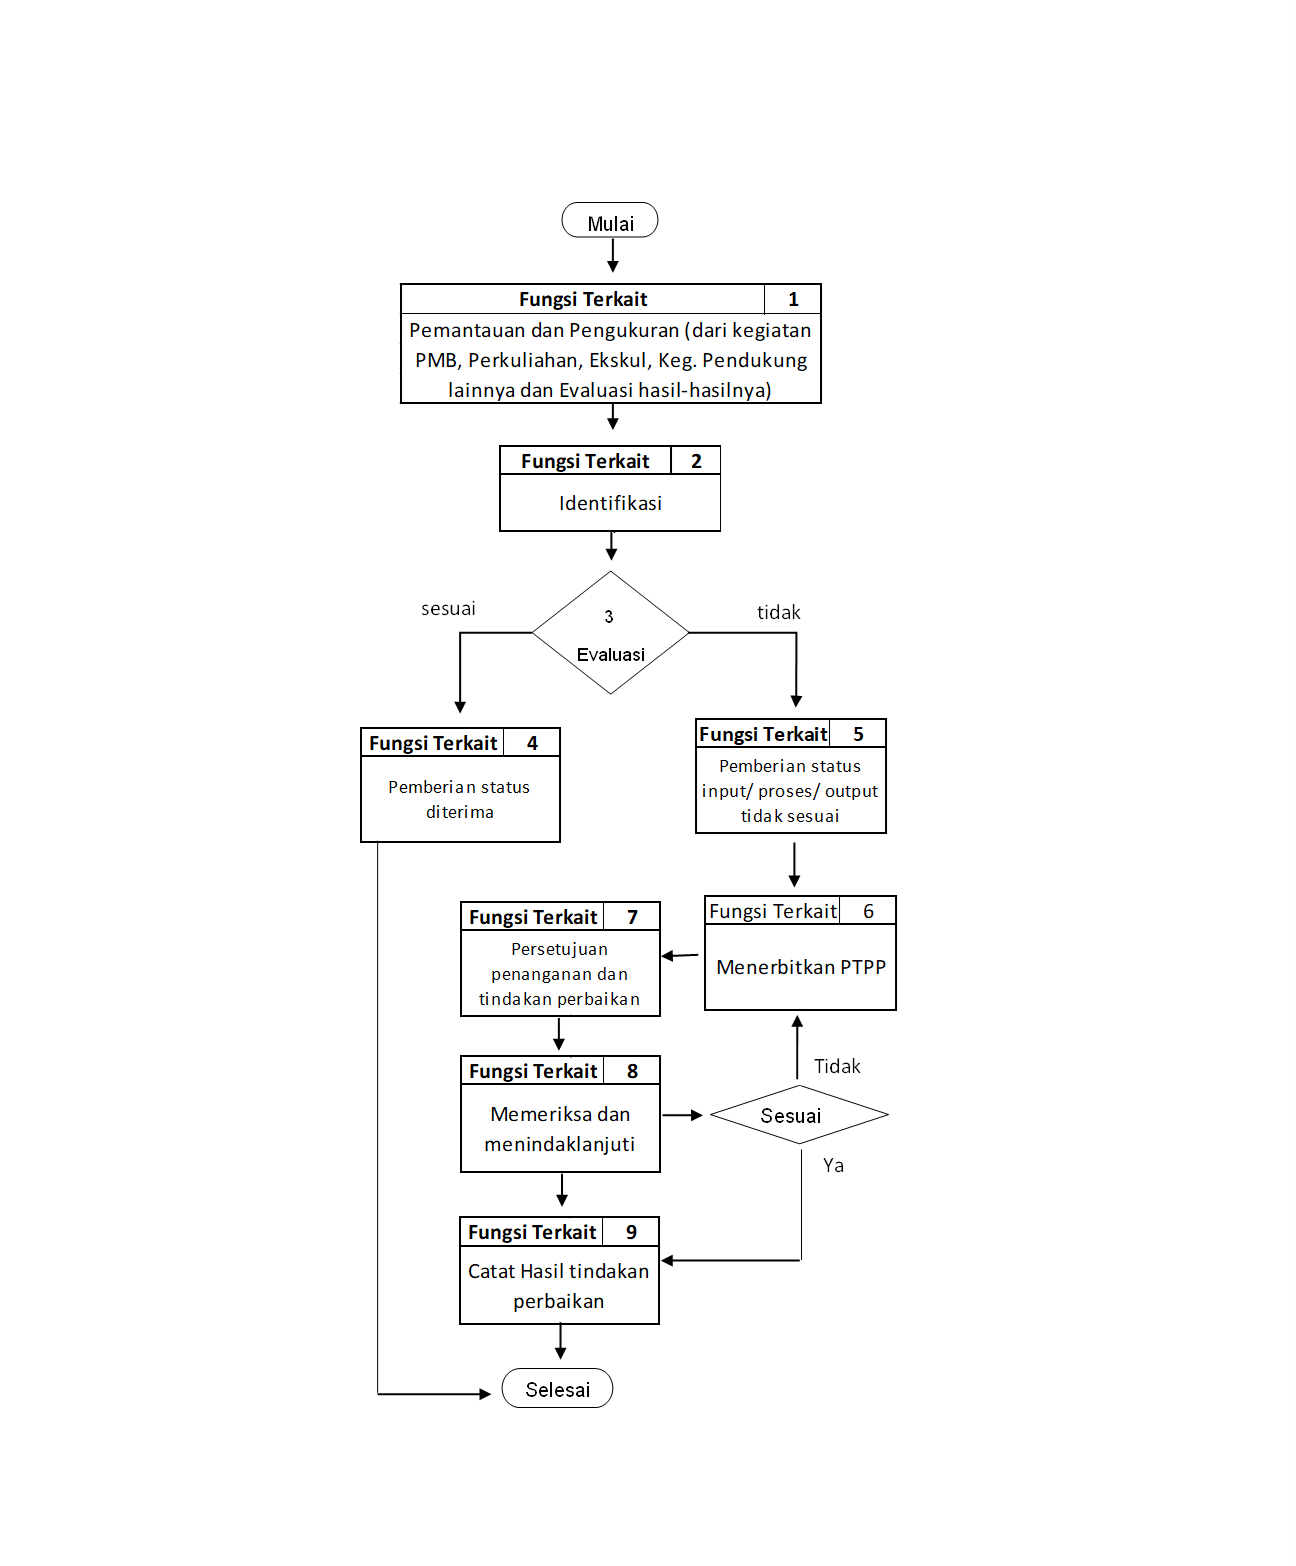 Mulai
Fungsi Terkait 1
Pemantauan dan Pengukuran (dari kegiatan
PMB, Perkuliahan, Ekskul, Keg. Pendukung
lainnya dan Evaluasi hasil-hasilnya)
Fungsi Terkait 2
Identifikasi
sesuai
3
tidak
Evaluasi
Fungsi Terkait 4
Pemberian status
diterima
Fungsi Terkait 5
Pemberian status
input/ proses/ output
tidak sesuai
Fungsi Terkait 6
Menerbitkan PTPP
Fungsi Terkait 7
Persetujuan
penanganan dan
tindakan perbaikan
Fungsi Terkait 8
Memeriksa dan
menindaklanjuti
Tidak
Sesuai
Ya
Fungsi Terkait 9
Catat Hasil tindakan
perbaikan
Selesai